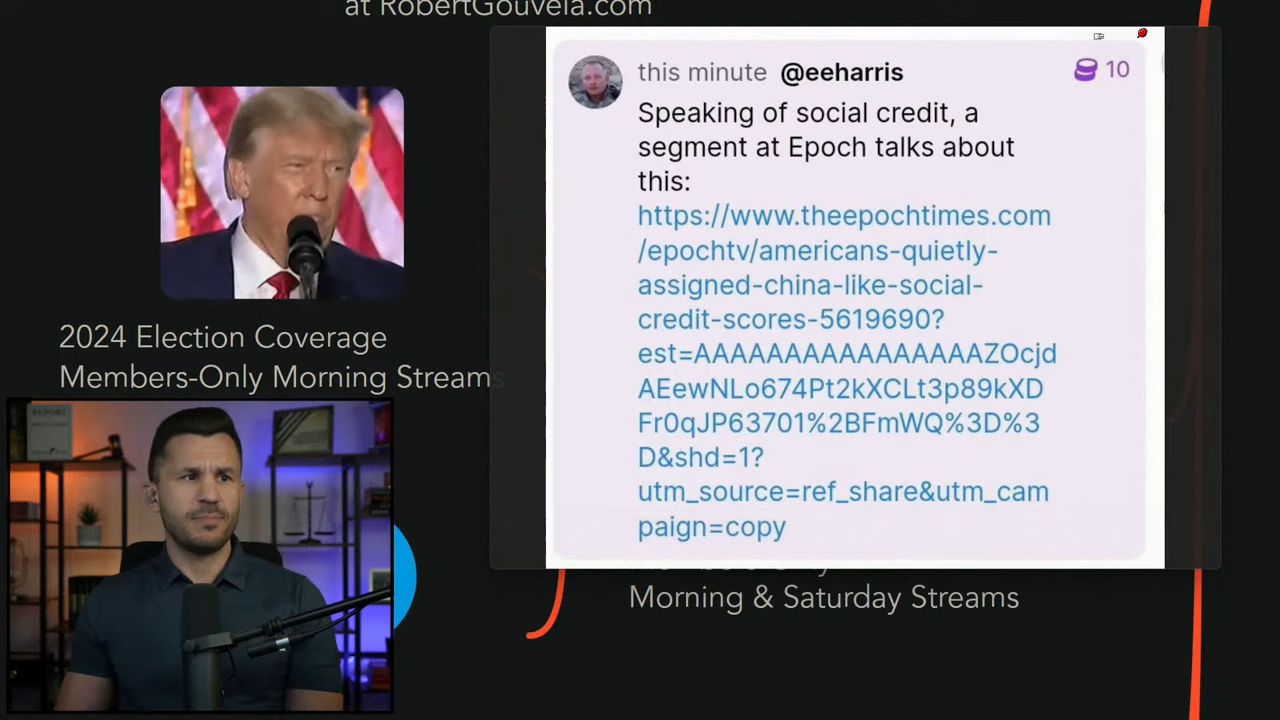 at RobertGouveia.com
this minute @eeharris
10
Speaking of social credit, a
segment at Epoch talks about
this:
https://www.theepochtimes.com
/epochtv/americans-quietly-
assigned-china-like-social-
credit-scores-5619690?
est=AAAAAAAAAAAAAAAAZOcjd
AEewNLo674Pt2kXCLt3p89kXD
Fr0qJP63701%2BFmWQ%3D%3
D&shd=1?
utm_source=ref_share&utm_cam
paign=copy
2024 Election Coverage
Members-Only Morning Streams
Morning & Saturday Streams